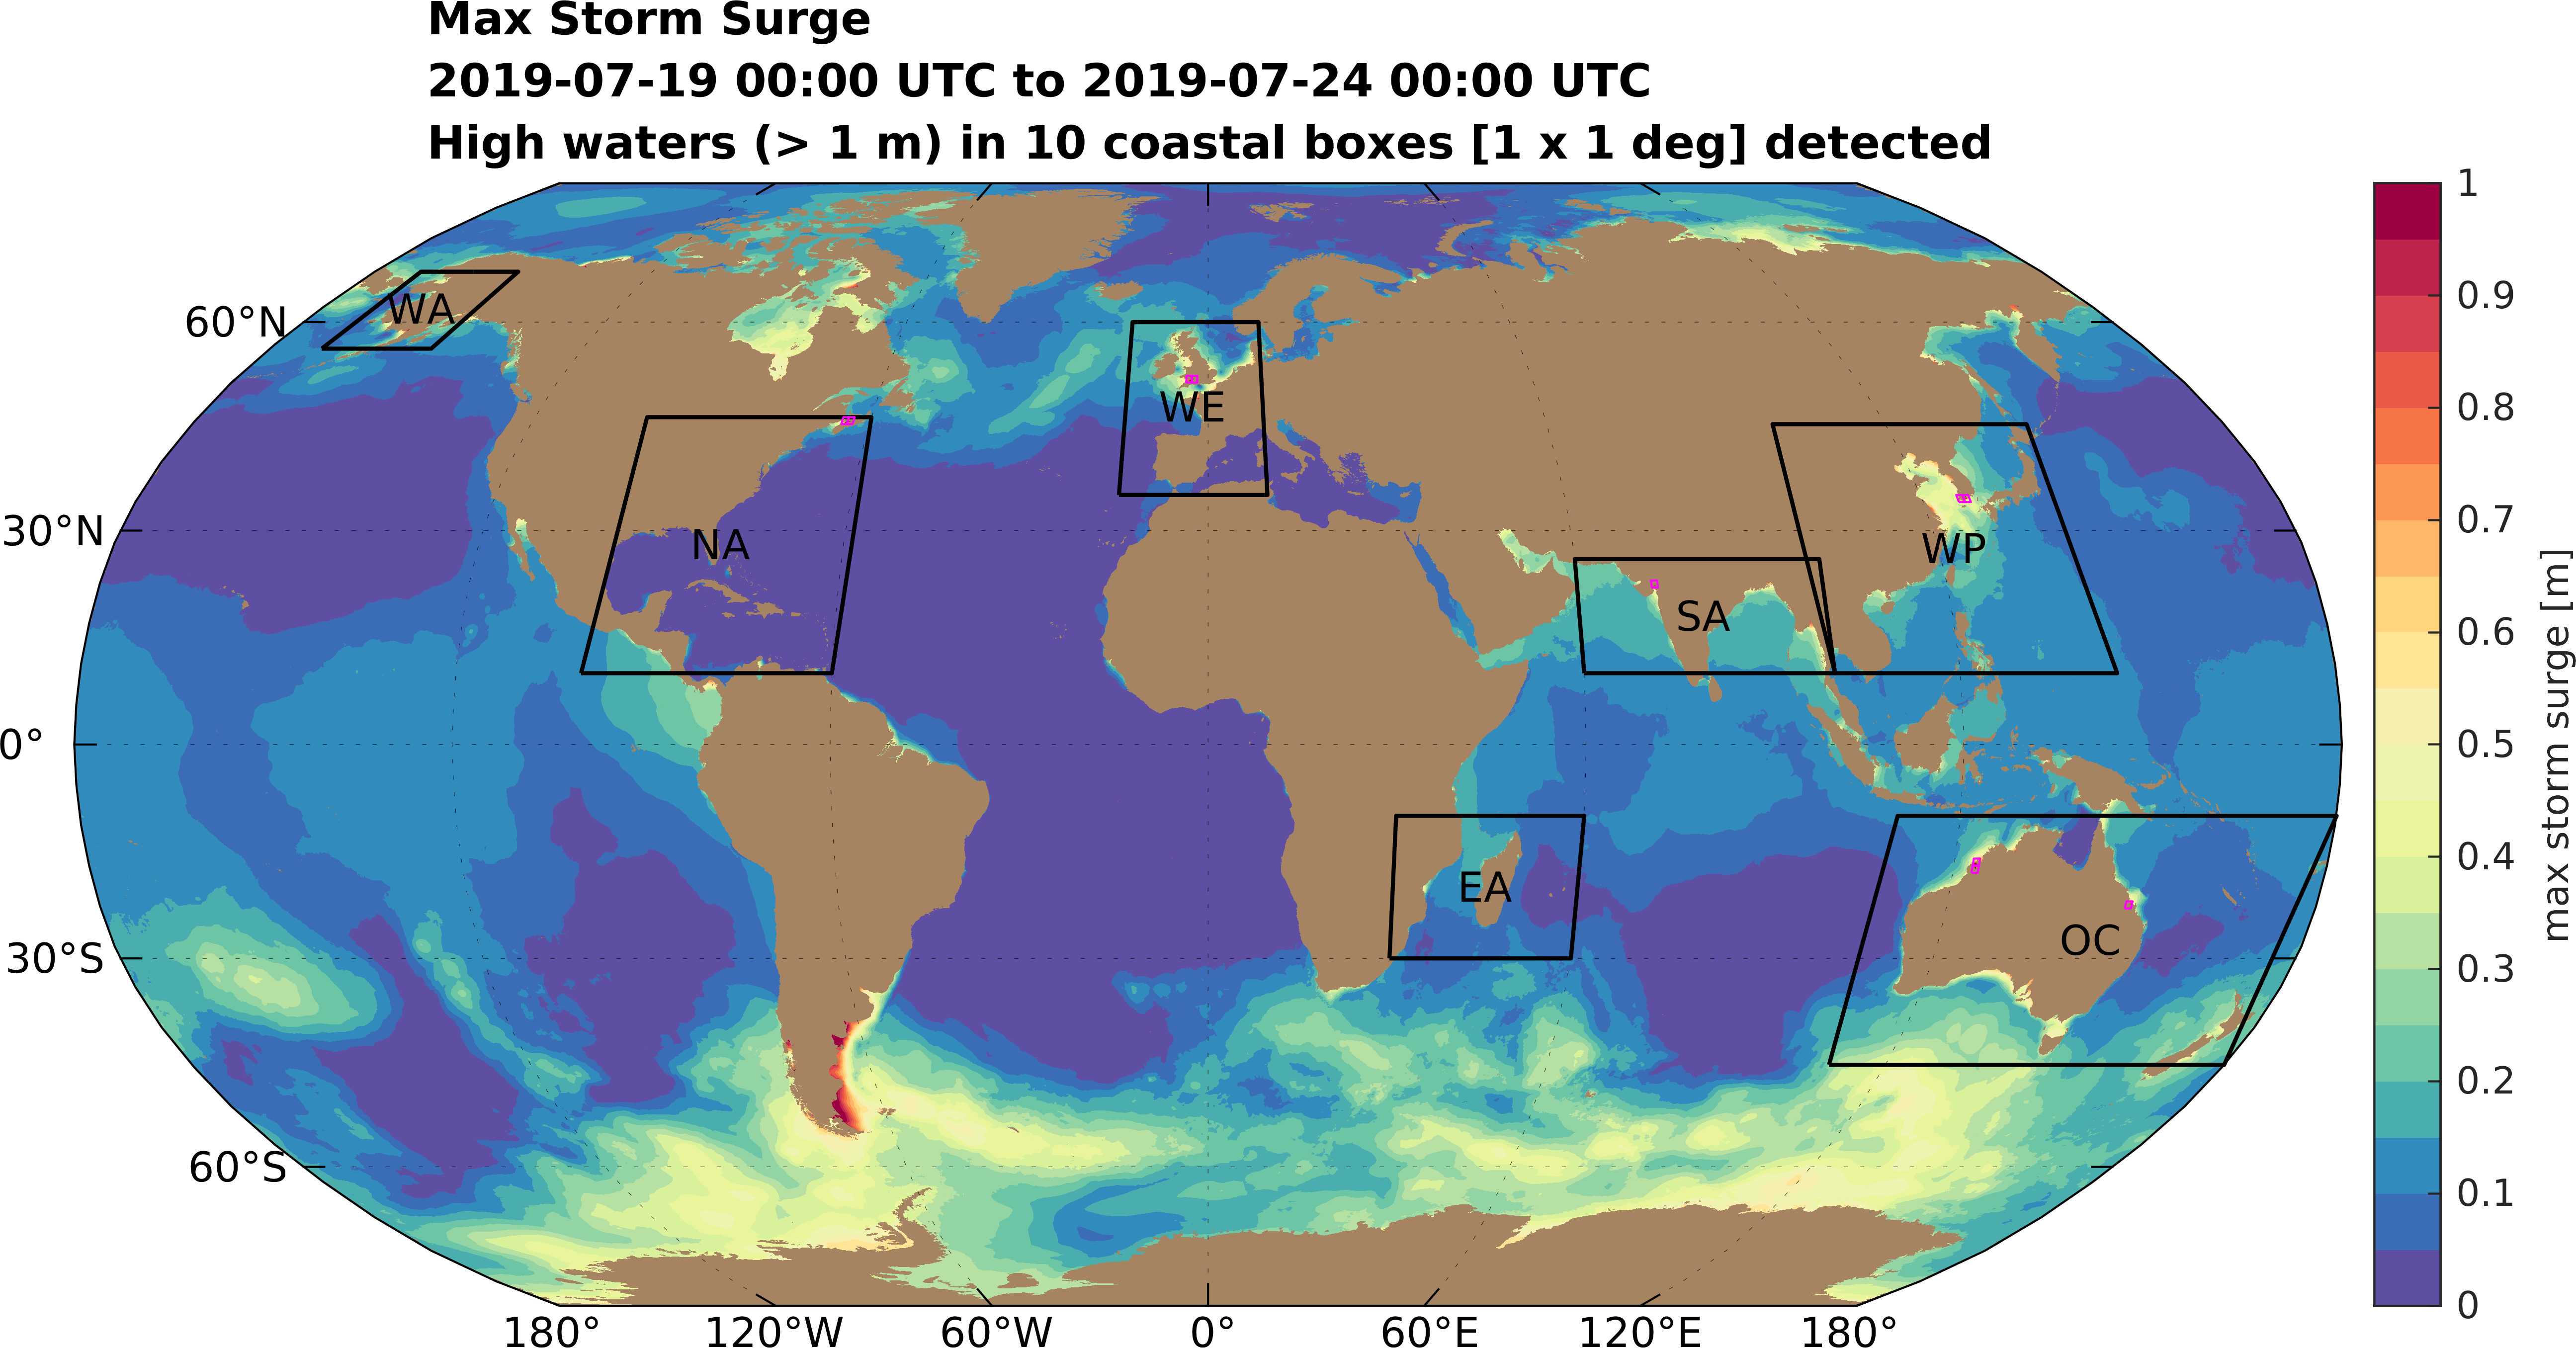 Max Storm Surge
2019-07-19 00:00 UTC to 2019-07-24 00:00 UTC
High waters (> 1 m) in 10 coastal boxes [1 x 1 deg] detected
60°N
30°N
0°
30°S
60°S
180°
120°W
60°W
0°
60°E
120°E
180°
WA
NA
WE
SA
WP
EA
OC
1
0.9
0.8
0.7
0.6
0.5
0.4
0.3
0.2
0.1
0
max storm surge [m]